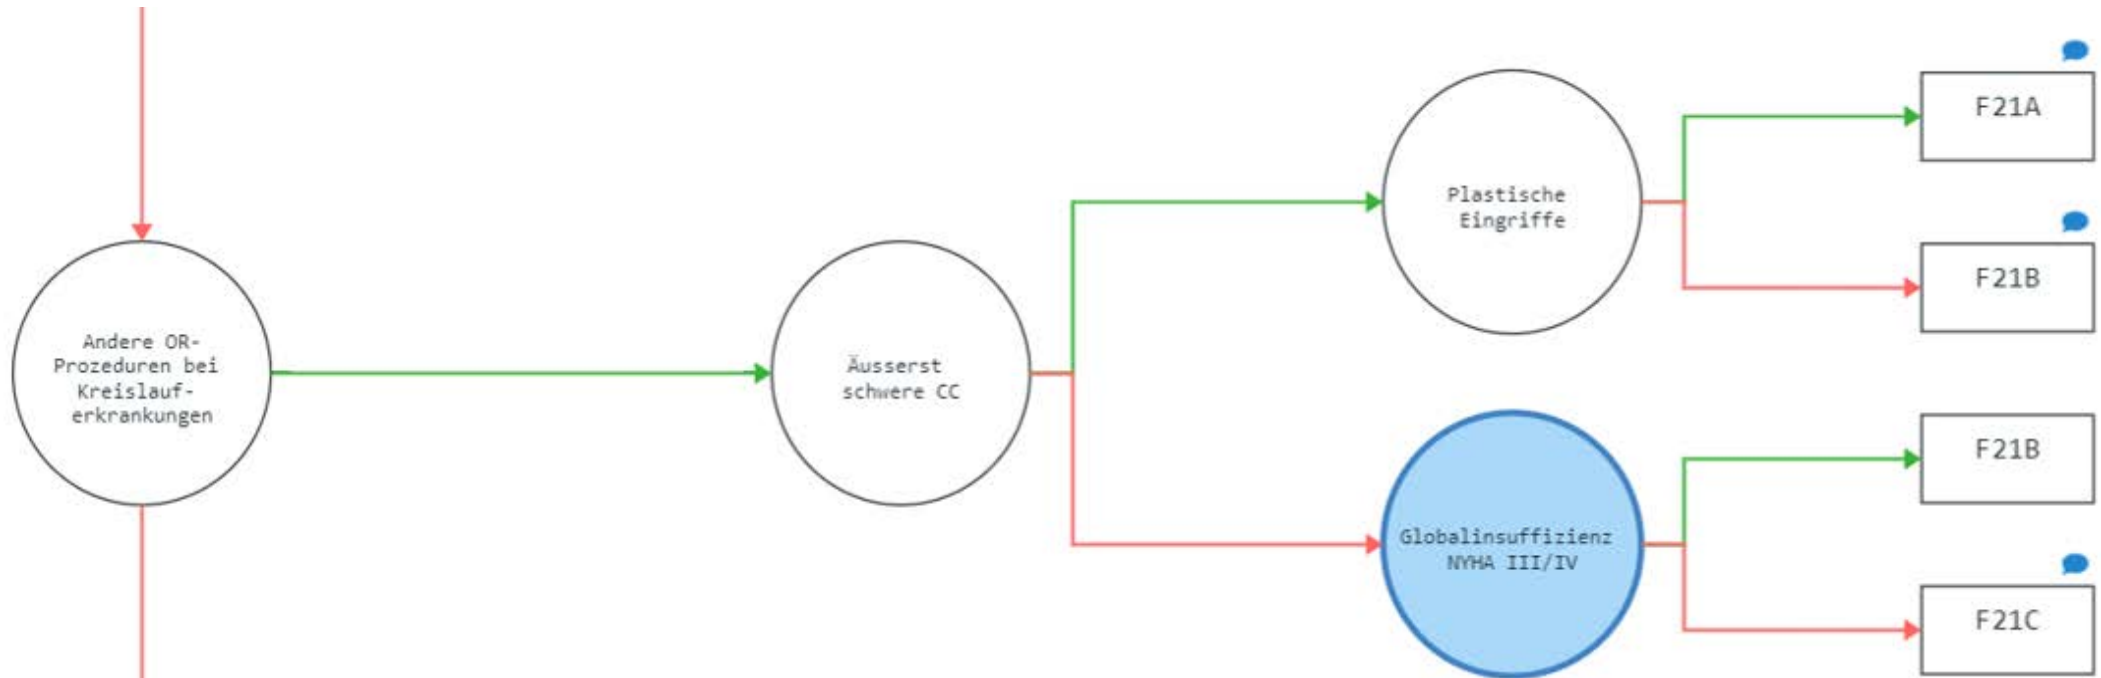 Andere OR-
Prozeduren bei
Kreislauf-
erkrankungen
Äusserst
schwere CC
Plastische
Eingriffe
Globalinsuffizienz
NYHA III/IV
F21A
F21B
F21B
F21C